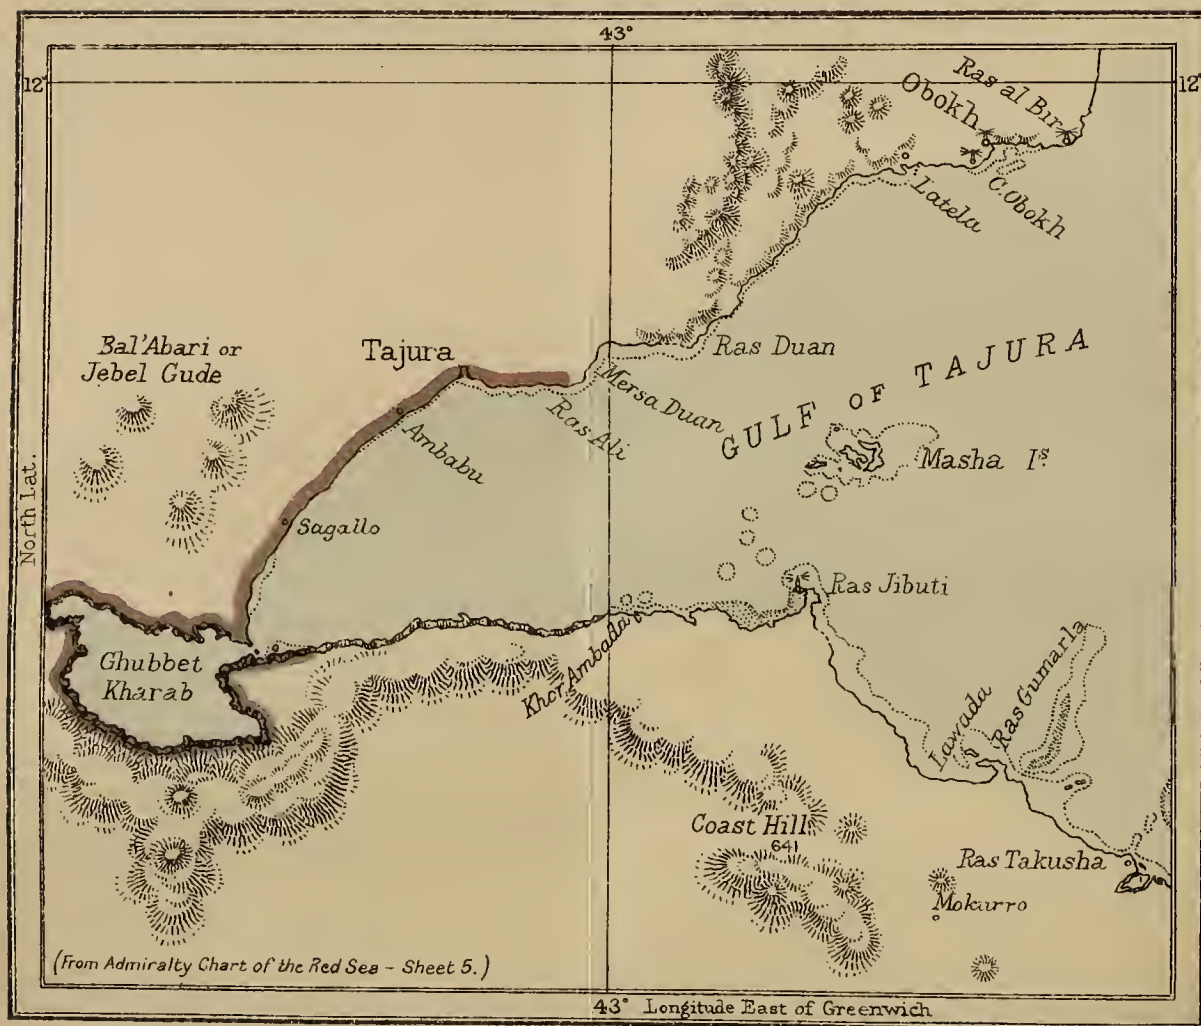 43°
12°
12°
Ras al Bir
Obokh
C. Obokh
Latela
Bal'Abari or
Jebel Gude
Tajura
Ras Duan
Mersa Duan
Ras Ali
Ambabu
GULF OF TAJURA
Masha Is.
North Lat.
Sagallo
Ras Jibuti
Ghubbet
Kharab
Khor Ambada
Lawada
Ras Gumarla
Coast Hill
641
Ras Takusha
Mokurro
(From Admiralty Chart of the Red Sea - Sheet 5.)
43° Longitude East of Greenwich